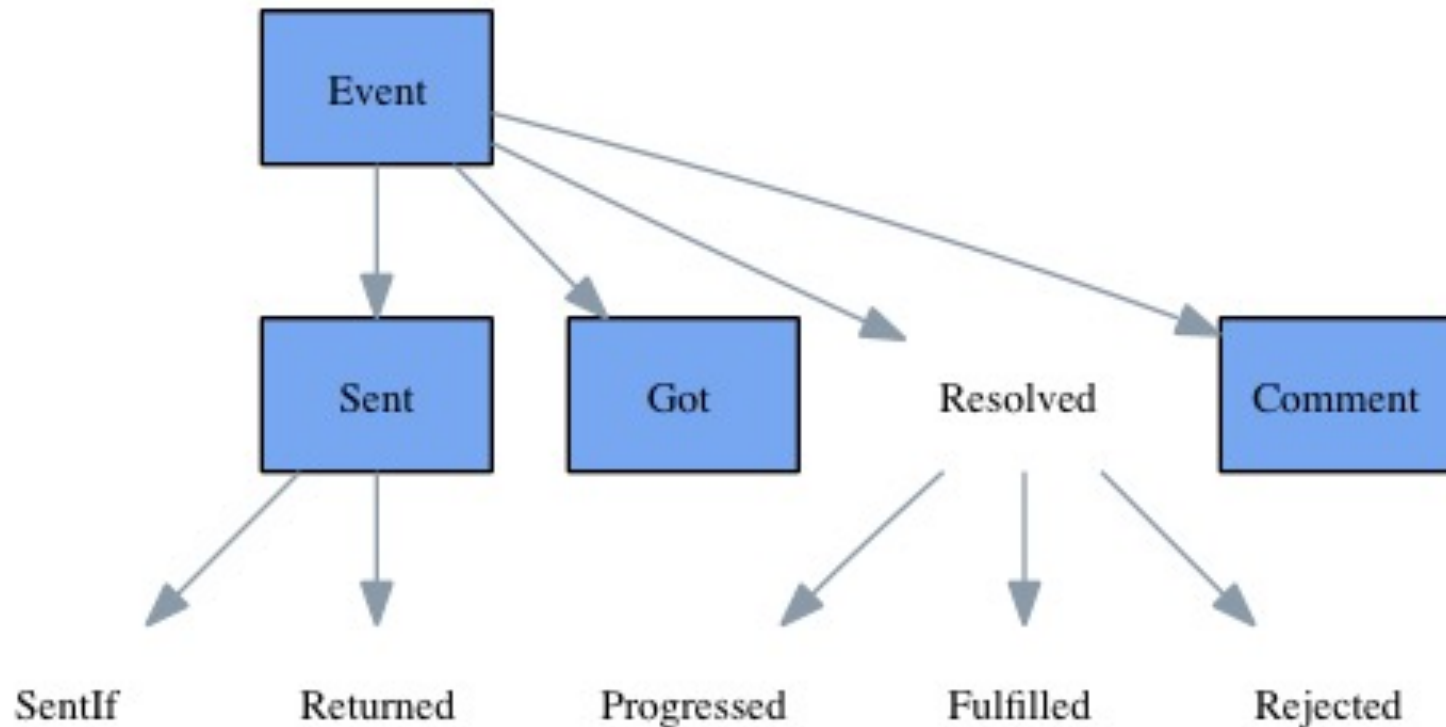 Event
Sent
Got
Resolved
Comment
SentIf
Returned
Progressed
Fulfilled
Rejected